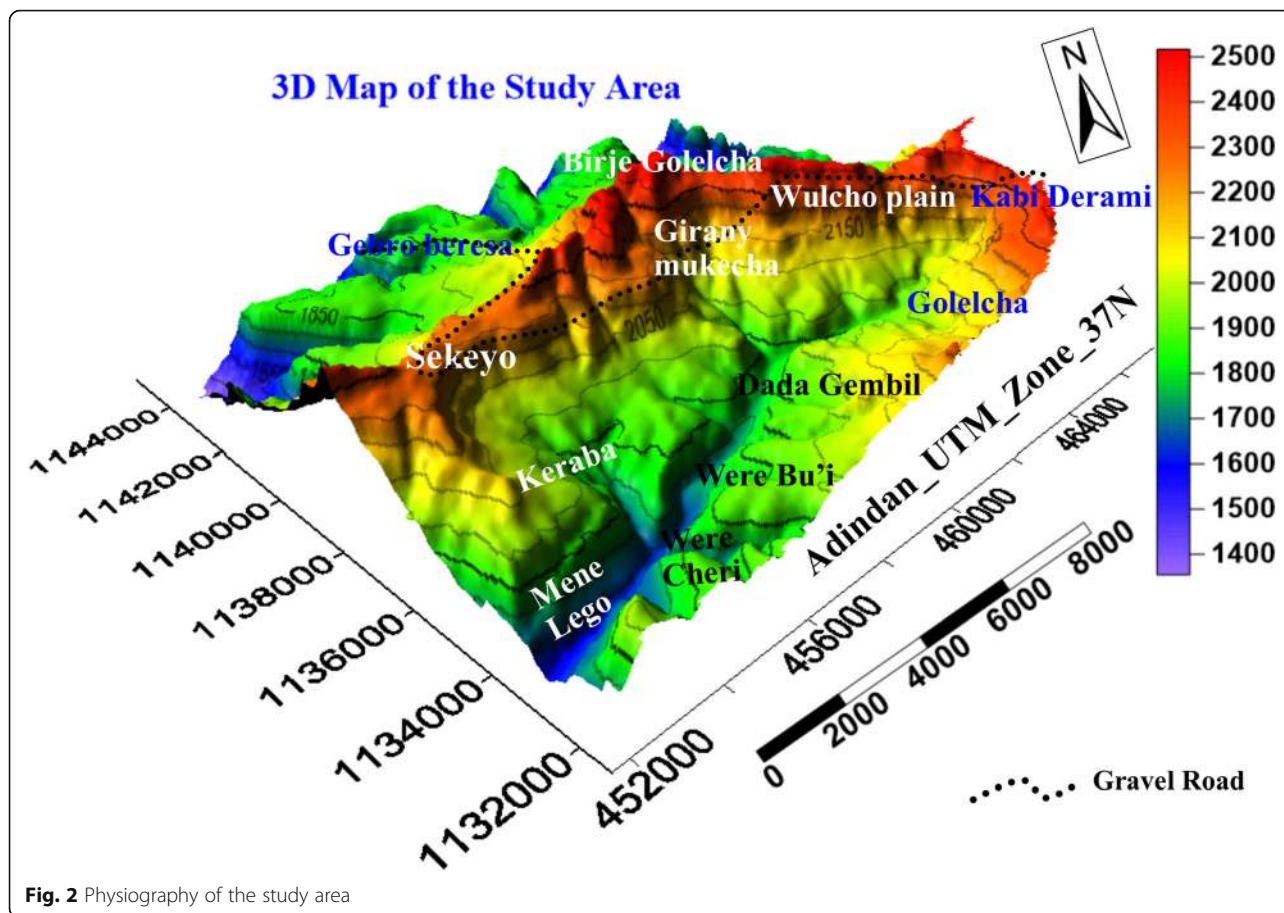 3D Map of the Study Area
N
2500
2400
2300
2200
2100
2000
1900
1800
1700
1600
1500
1400
Birje Golelcha
Wulcho plain
Kabi Derami
Gebro beresa
Girany
mukecha
2150
Golelcha
1850
2050
Sekeyo
Dada Gembil
Keraba
Were Bu'i
Were
Cheri
Mene
Lego
Adindan_UTM_Zone_37N
1144000
1142000
1140000
1138000
1136000
1134000
1132000
452000
456000
460000
464000
0
2000
4000
6000
8000
Gravel Road
Fig. 2 Physiography of the study area